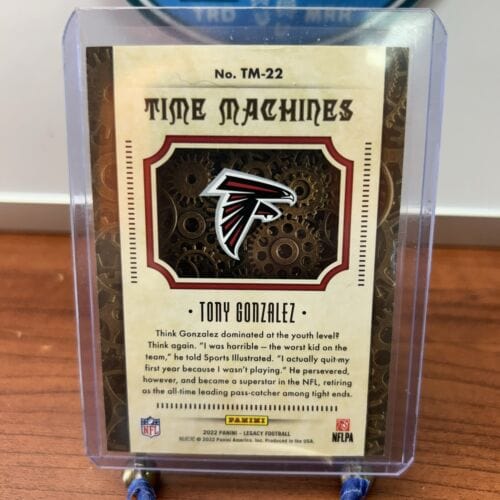 No. TM-22
TIME MACHINES
• TONY GONZALEZ •
Think Gonzalez dominated at the youth level?
Think again. "I was horrible — the worst kid on the
team," he told Sports Illustrated. "I actually quit my
first year because I wasn't playing." He persevered,
however, and became a superstar in the NFL, retiring
as the all-time leading pass-catcher among tight ends.
NFL
PANINI
NFLPA
2022 PANINI – LEGACY FOOTBALL
© 2022 Panini America, Inc. Produced in the USA.